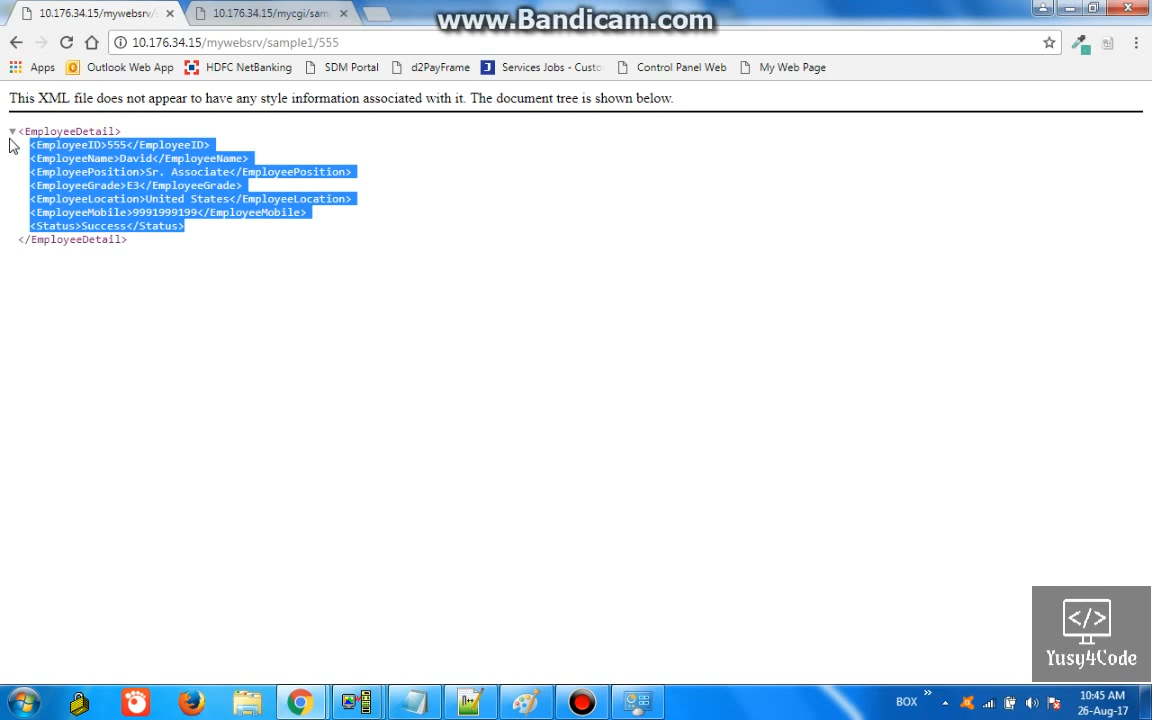 www.Bandicam.com
10.176.34.15/mywebsrv/s
10.176.34.15/mycgi/sam
10.176.34.15/mywebsrv/sample1/555
Apps
Outlook Web App
HDFC NetBanking
SDM Portal
d2PayFrame
Services Jobs - Custo
Control Panel Web
My Web Page
This XML file does not appear to have any style information associated with it. The document tree is shown below.
<EmployeeDetail>
<EmployeeID>555</EmployeeID>
<EmployeeName>David</EmployeeName>
<EmployeePosition>Sr. Associate</EmployeePosition>
<EmployeeGrade>E3</EmployeeGrade>
<EmployeeLocation>United States</EmployeeLocation>
<EmployeeMobile>9991999199</EmployeeMobile>
<Status>Success</Status>
</EmployeeDetail>
</>
Yusy4Code
BOX
10:45 AM
26-Aug-17